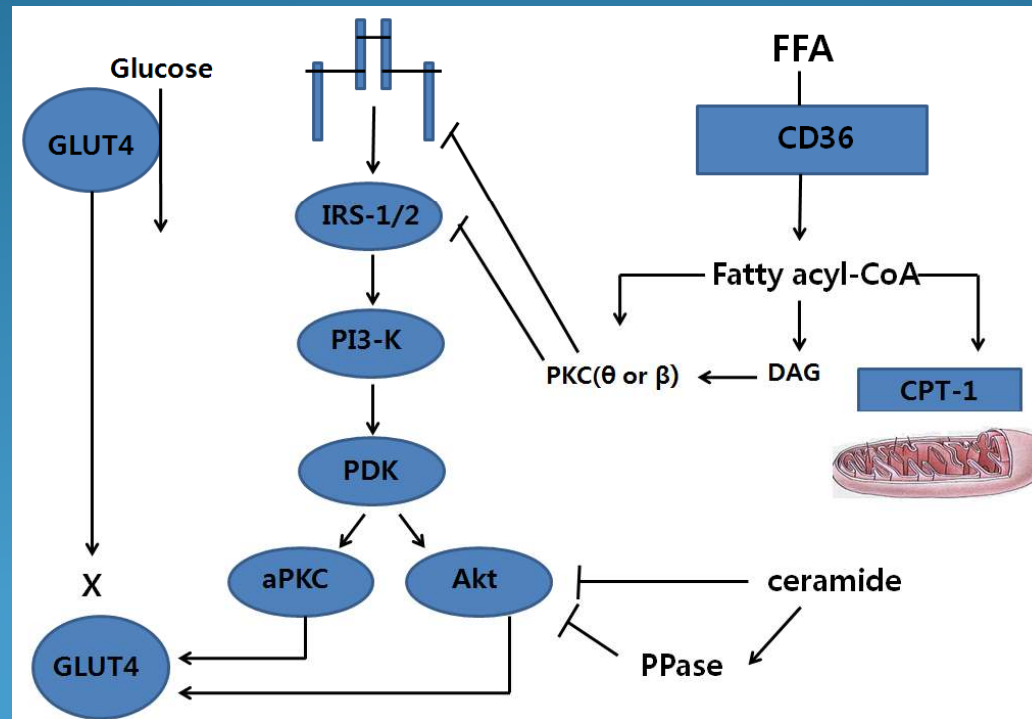 Glucose
GLUT4
FFA
CD36
IRS-1/2
Fatty acyl-CoA
PI3-K
PKC(θ or β)
DAG
CPT-1
PDK
X
aPKC
Akt
ceramide
GLUT4
PPase